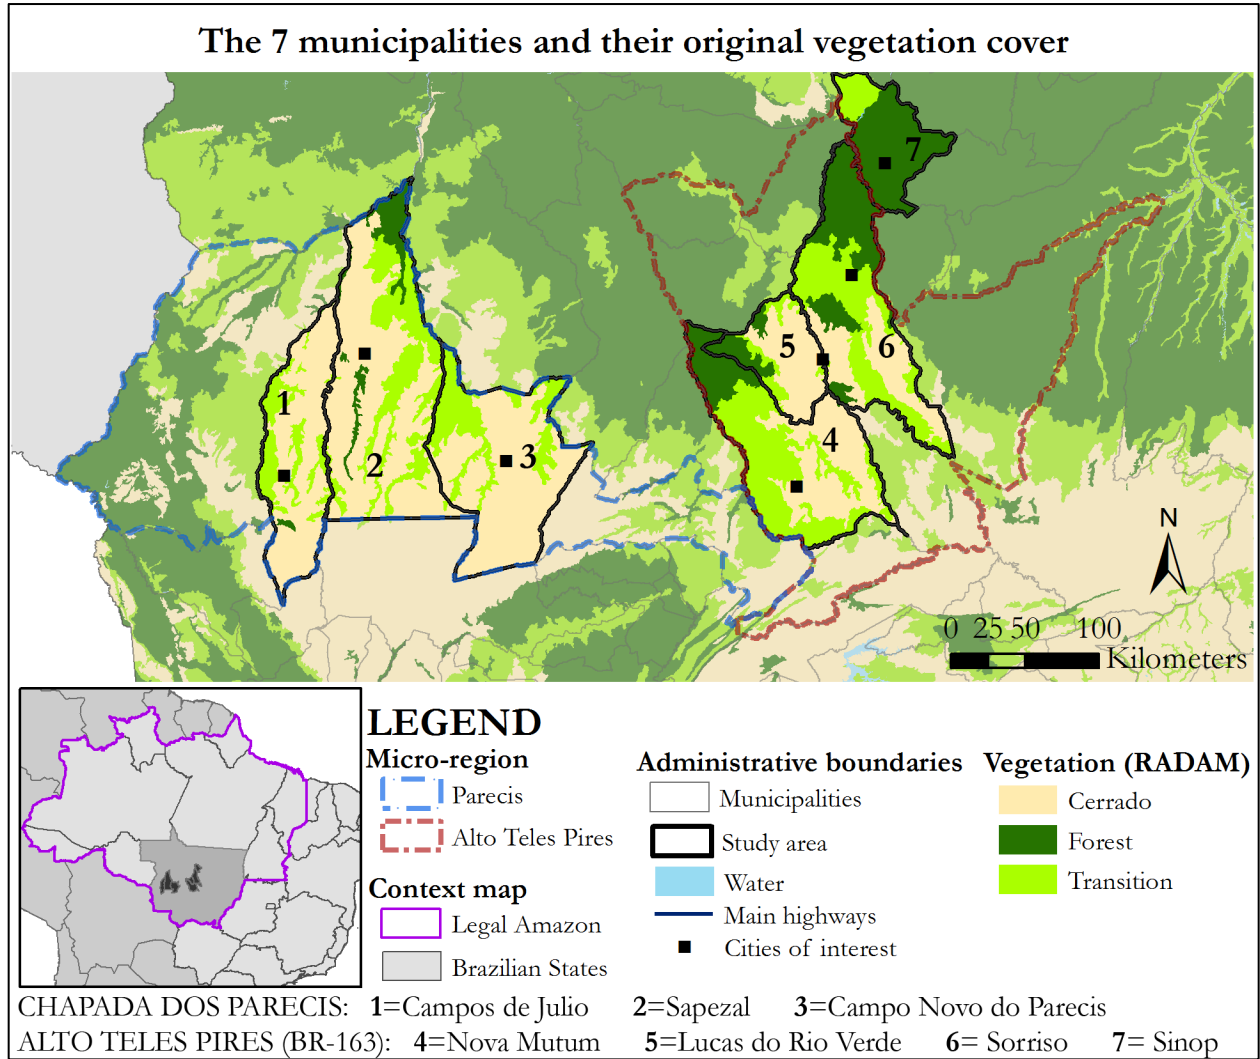 The 7 municipalities and their original vegetation cover
7
1
2
3
5
6
4
N
0 25 50 100
Kilometers
LEGEND
Micro-region
Parecis
Alto Teles Pires
Context map
Legal Amazon
Brazilian States
Administrative boundaries
Municipalities
Study area
Water
Main highways
Cities of interest
Vegetation (RADAM)
Cerrado
Forest
Transition
CHAPADA DOS PARECIS: 1=Campos de Julio 2=Sapezal 3=Campo Novo do Parecis
ALTO TELES PIRES (BR-163): 4=Nova Mutum 5=Lucas do Rio Verde 6= Sorriso 7= Sinop